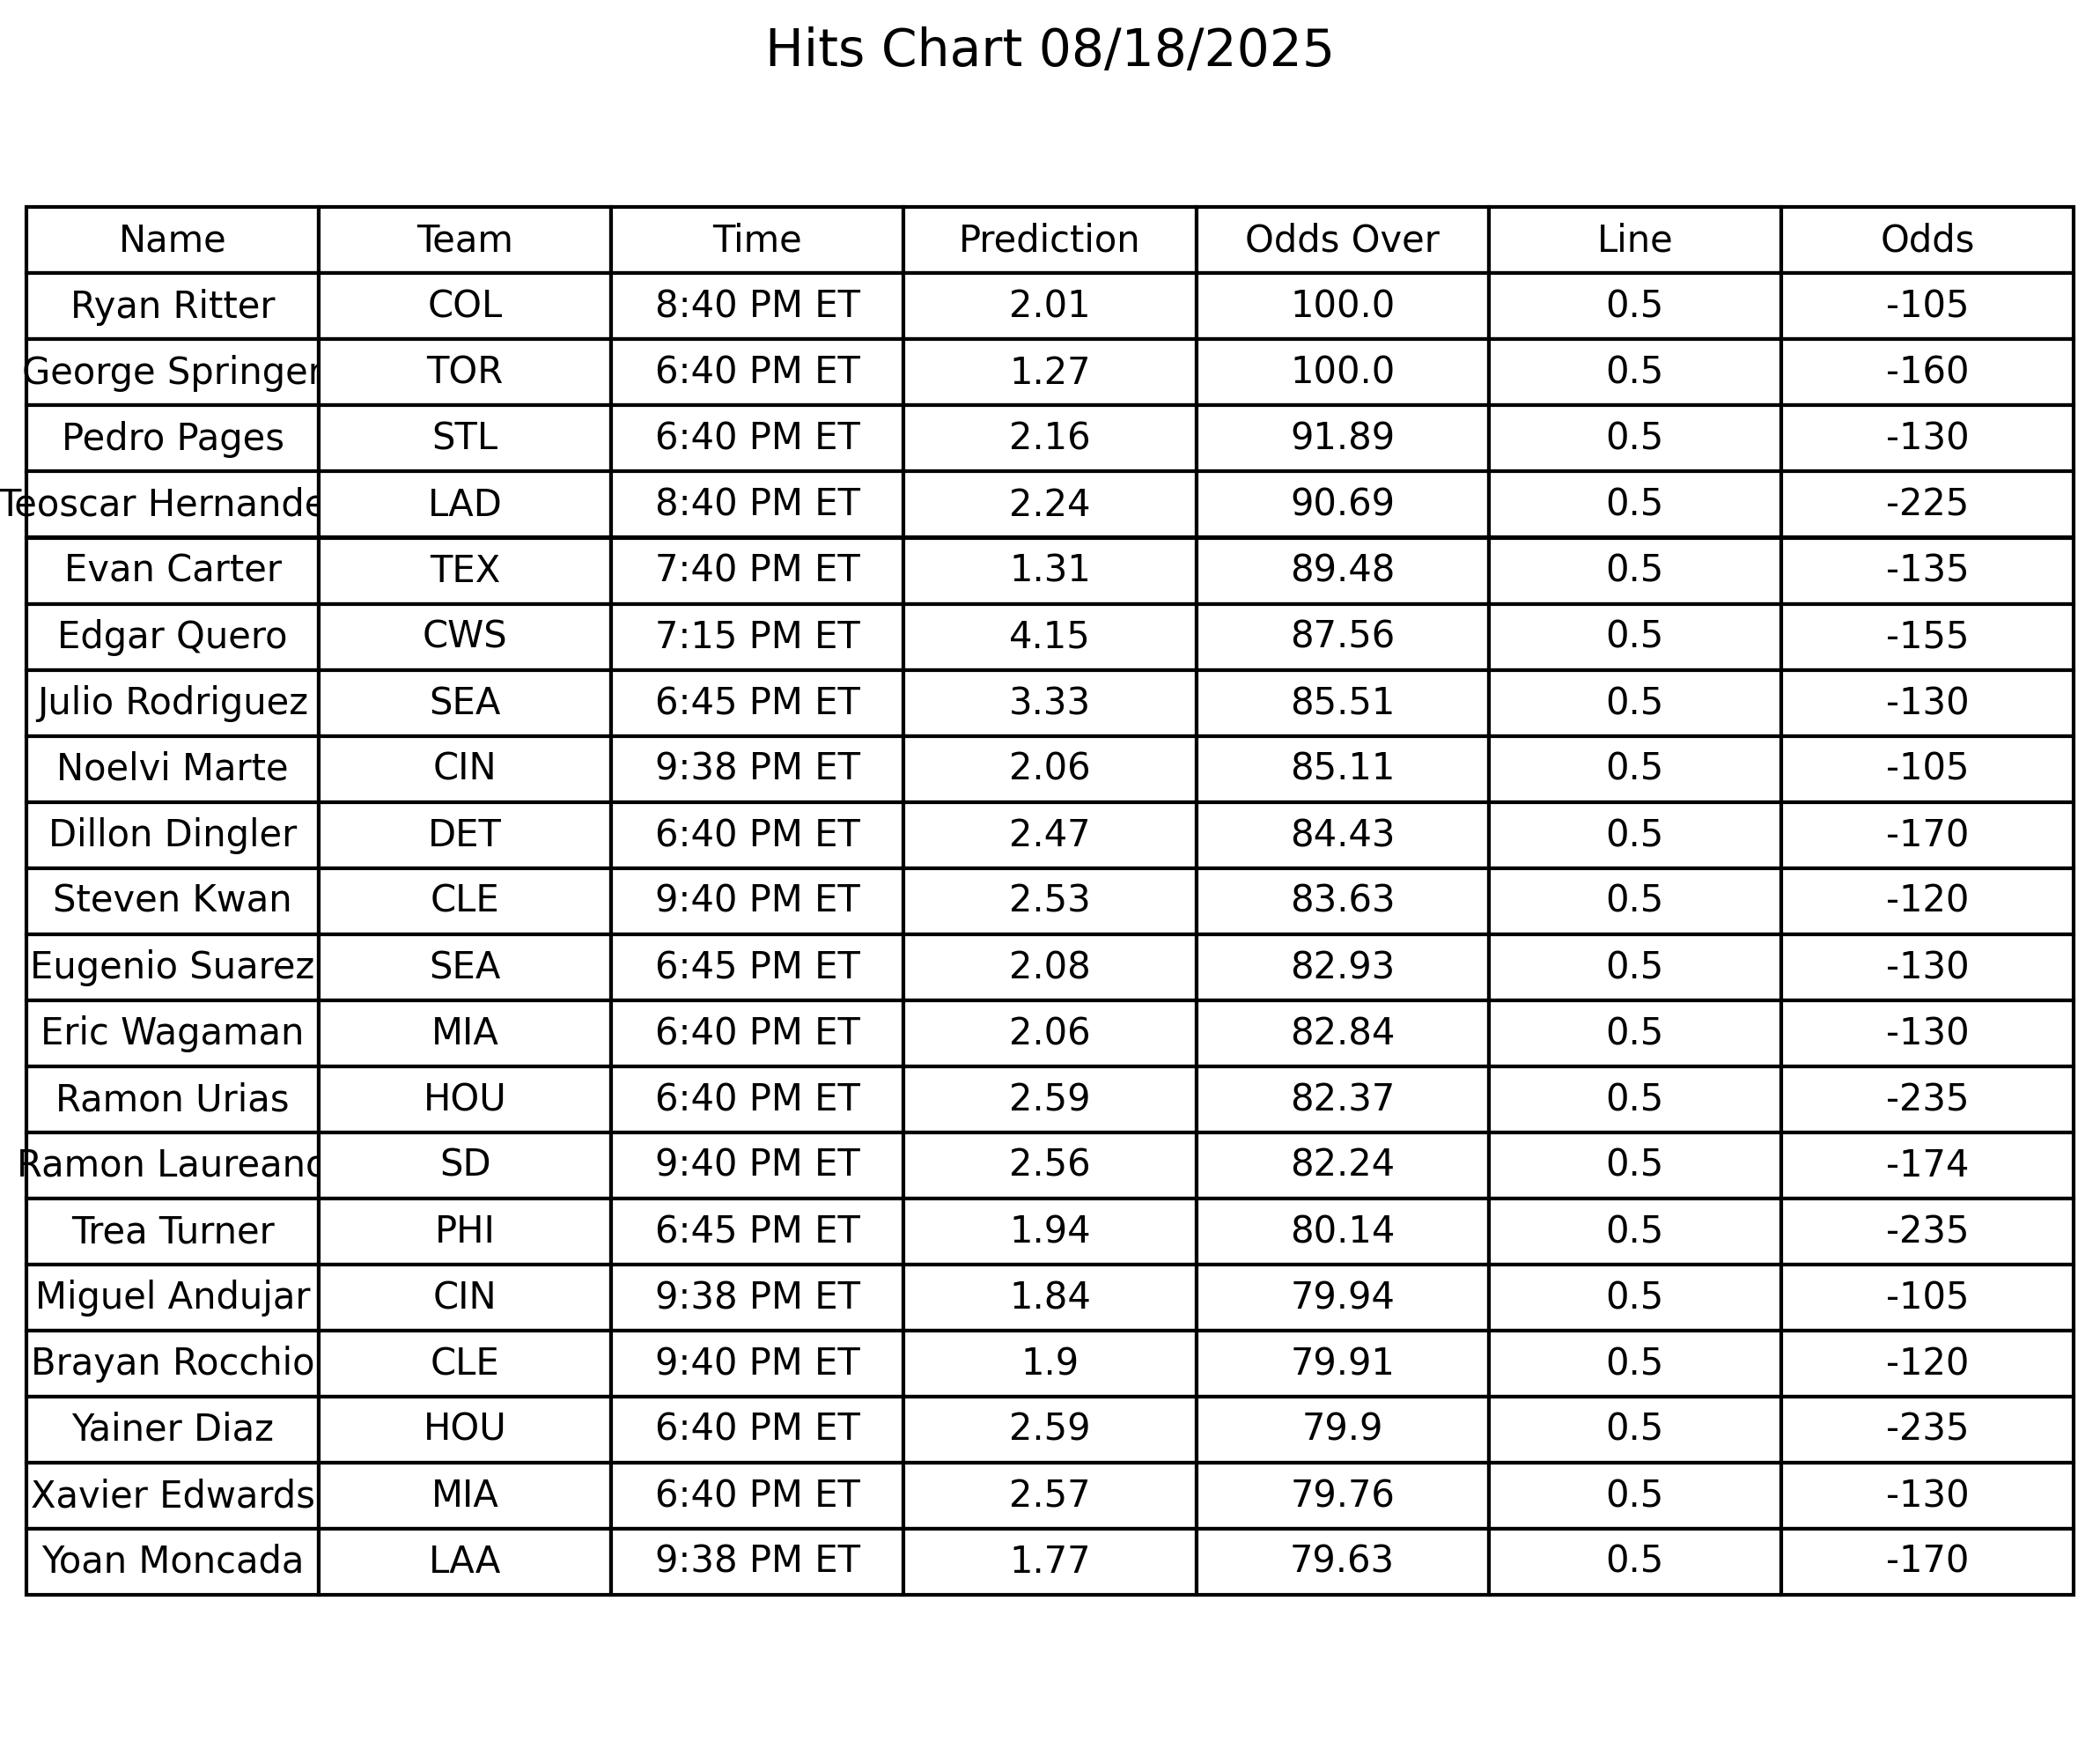 Hits Chart 08/18/2025
Name Team Time Prediction Odds Over Line Odds
Ryan Ritter COL 8:40 PM ET 2.01 100.0 0.5 -105
George Springer TOR 6:40 PM ET 1.27 100.0 0.5 -160
Pedro Pages STL 6:40 PM ET 2.16 91.89 0.5 -130
Teoscar Hernande LAD 8:40 PM ET 2.24 90.69 0.5 -225
Evan Carter TEX 7:40 PM ET 1.31 89.48 0.5 -135
Edgar Quero CWS 7:15 PM ET 4.15 87.56 0.5 -155
Julio Rodriguez SEA 6:45 PM ET 3.33 85.51 0.5 -130
Noelvi Marte CIN 9:38 PM ET 2.06 85.11 0.5 -105
Dillon Dingler DET 6:40 PM ET 2.47 84.43 0.5 -170
Steven Kwan CLE 9:40 PM ET 2.53 83.63 0.5 -120
Eugenio Suarez SEA 6:45 PM ET 2.08 82.93 0.5 -130
Eric Wagaman MIA 6:40 PM ET 2.06 82.84 0.5 -130
Ramon Urias HOU 6:40 PM ET 2.59 82.37 0.5 -235
Ramon Laureano SD 9:40 PM ET 2.56 82.24 0.5 -174
Trea Turner PHI 6:45 PM ET 1.94 80.14 0.5 -235
Miguel Andujar CIN 9:38 PM ET 1.84 79.94 0.5 -105
Brayan Rocchio CLE 9:40 PM ET 1.9 79.91 0.5 -120
Yainer Diaz HOU 6:40 PM ET 2.59 79.9 0.5 -235
Xavier Edwards MIA 6:40 PM ET 2.57 79.76 0.5 -130
Yoan Moncada LAA 9:38 PM ET 1.77 79.63 0.5 -170